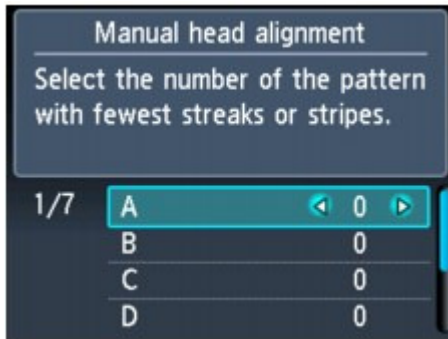 Manual head alignment
Select the number of the pattern
with fewest streaks or stripes.
1/7 A 0
B 0
C 0
D 0